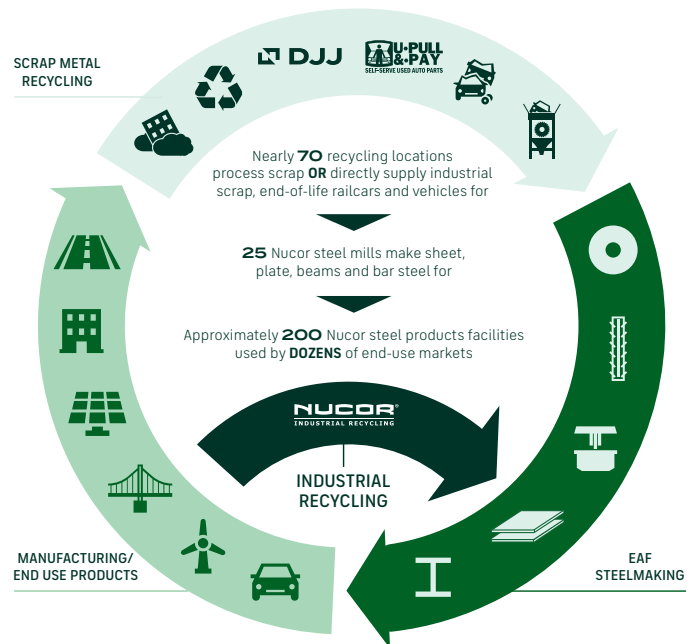 SCRAP METAL
RECYCLING
DJJ
U•PULL
&•PAY
SELF-SERVE USED AUTO PARTS
Nearly 70 recycling locations
process scrap OR directly supply industrial
scrap, end-of-life railcars and vehicles for
25 Nucor steel mills make sheet,
plate, beams and bar steel for
Approximately 200 Nucor steel products facilities
used by DOZENS of end-use markets
NUCOR®
INDUSTRIAL RECYCLING
INDUSTRIAL
RECYCLING
MANUFACTURING/
END USE PRODUCTS
EAF
STEELMAKING